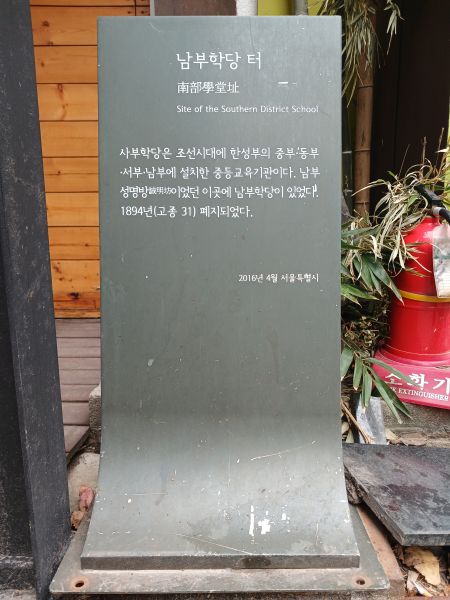 남부학당 터
南部學堂址
Site of the Southern District School
사부학당은 조선시대에 한성부의 중부·동부
·서부·남부에 설치한 중등교육기관이다. 남부
성명방誠明坊이었던 이곳에 남부학당이 있었다.
1894년(고종 31) 폐지되었다.
2016년 4월 서울특별시
소화기
EXTINGUISHER